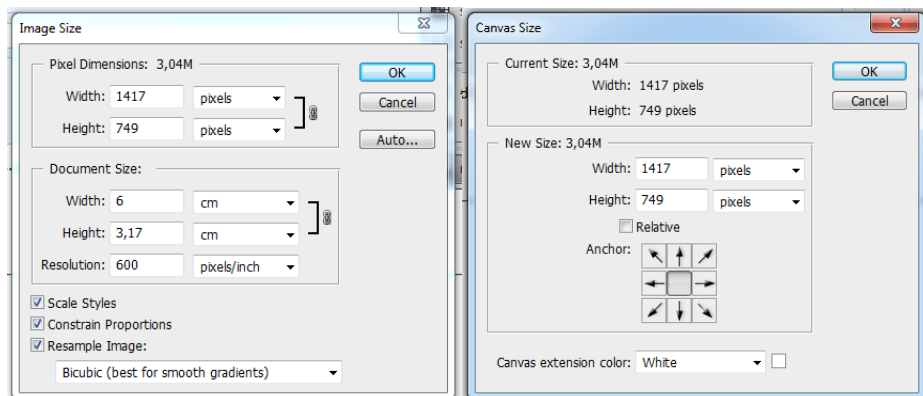 Image Size
Pixel Dimensions: 3,04M
Width: 1417 pixels
Height: 749 pixels
Document Size:
Width: 6 cm
Height: 3,17 cm
Resolution: 600 pixels/inch
Scale Styles
Constrain Proportions
Resample Image:
Bicubic (best for smooth gradients)
OK
Cancel
Auto...
Canvas Size
Current Size: 3,04M
Width: 1417 pixels
Height: 749 pixels
New Size: 3,04M
Width: 1417 pixels
Height: 749 pixels
Relative
Anchor:
Canvas extension color: White
OK
Cancel